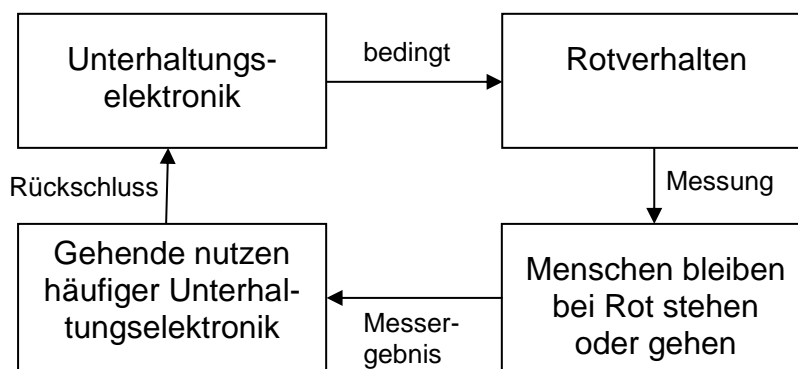 Unterhaltungs-
elektronik
bedingt
Rotverhalten
Rückschluss
Messung
Gehende nutzen
häufiger Unterhal-
tungselektronik
Messer-
gebnis
Menschen bleiben
bei Rot stehen
oder gehen